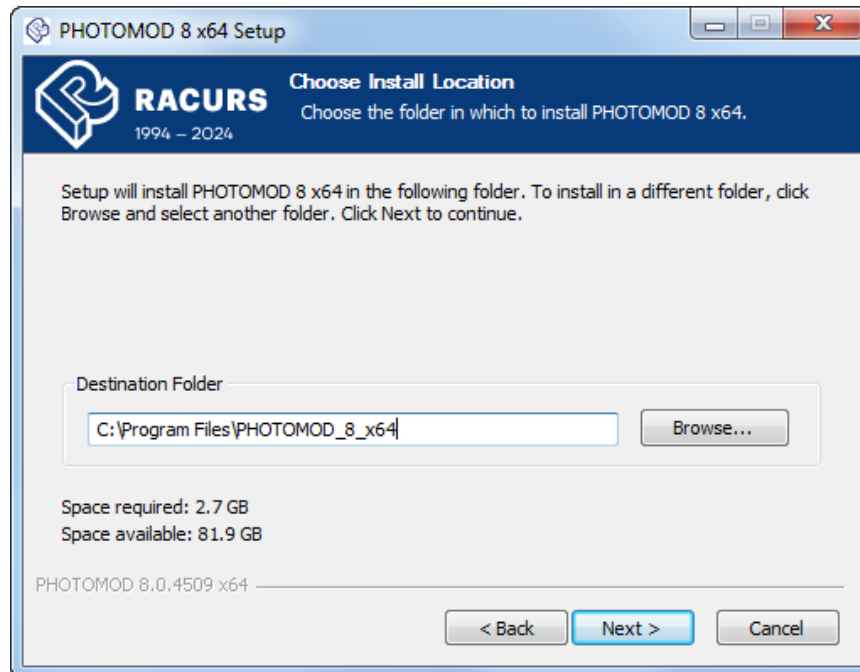 PHOTOMOD 8 x64 Setup
RACURS
1994 – 2024
Choose Install Location
Choose the folder in which to install PHOTOMOD 8 x64.
Setup will install PHOTOMOD 8 x64 in the following folder. To install in a different folder, click
Browse and select another folder. Click Next to continue.
Destination Folder
C:\Program Files\PHOTOMOD_8_x64
Browse...
Space required: 2.7 GB
Space available: 81.9 GB
PHOTOMOD 8.0.4509 x64
< Back
Next >
Cancel